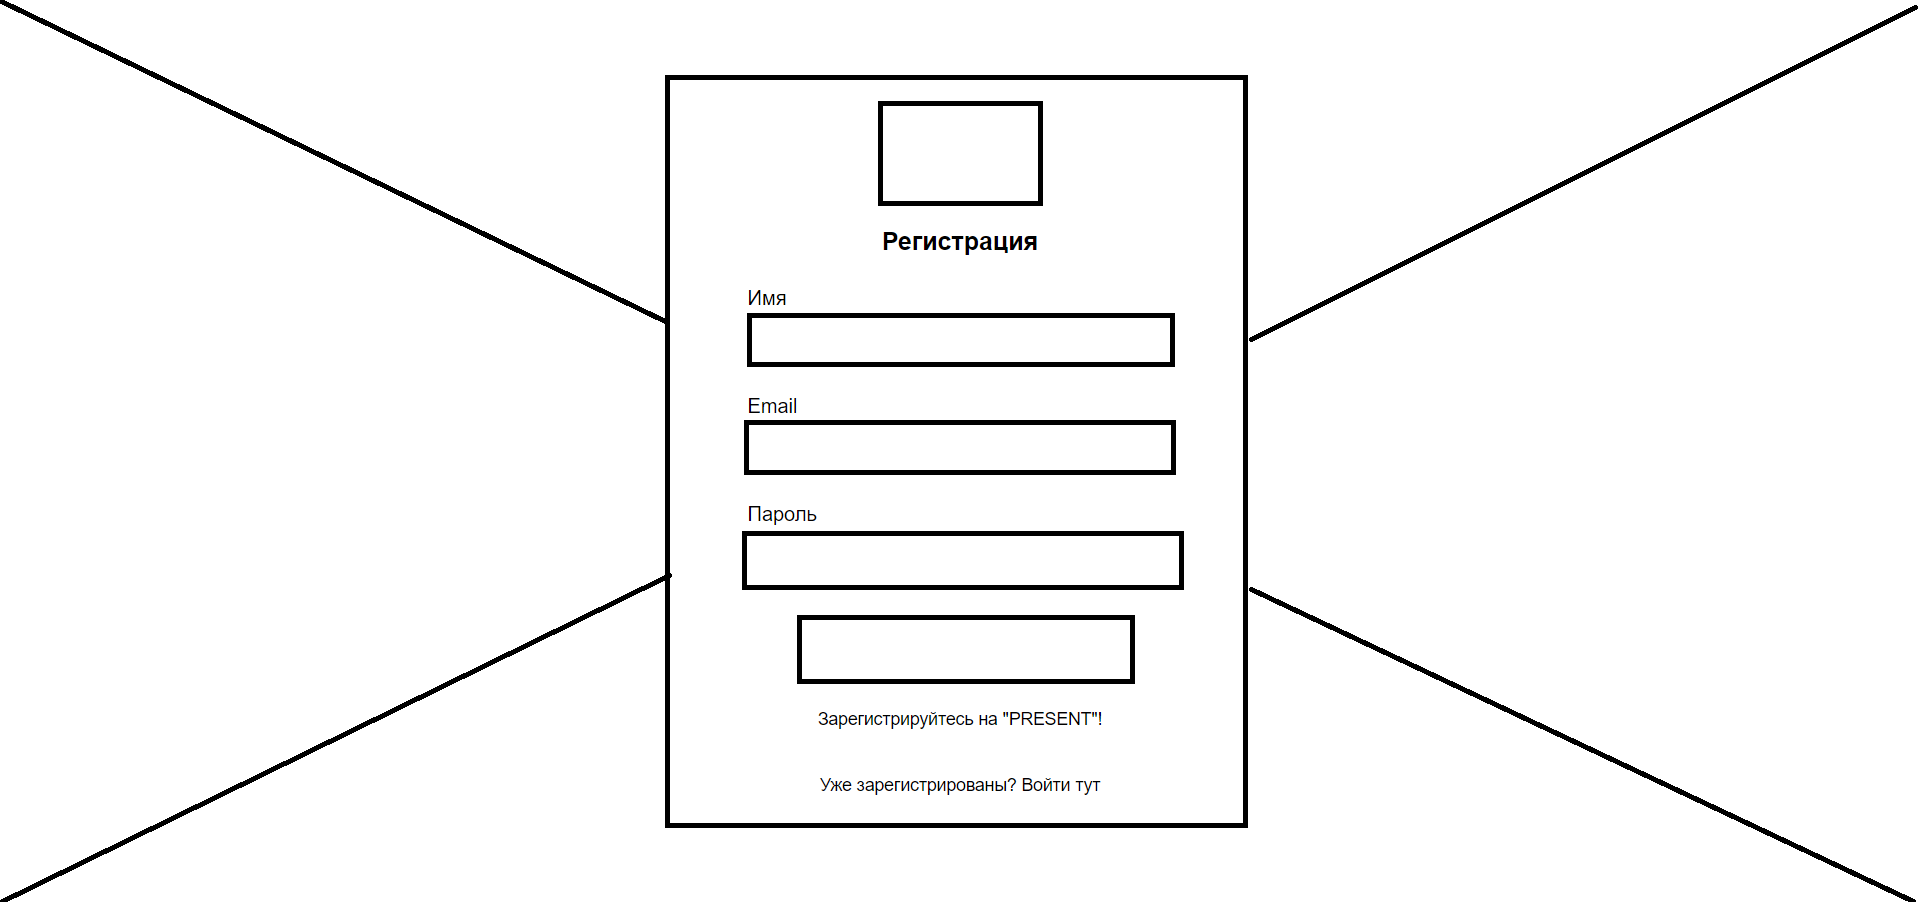 Регистрация
Имя
Email
Пароль
Зарегистрируйтесь на "PRESENT"!
Уже зарегистрированы? Войти тут